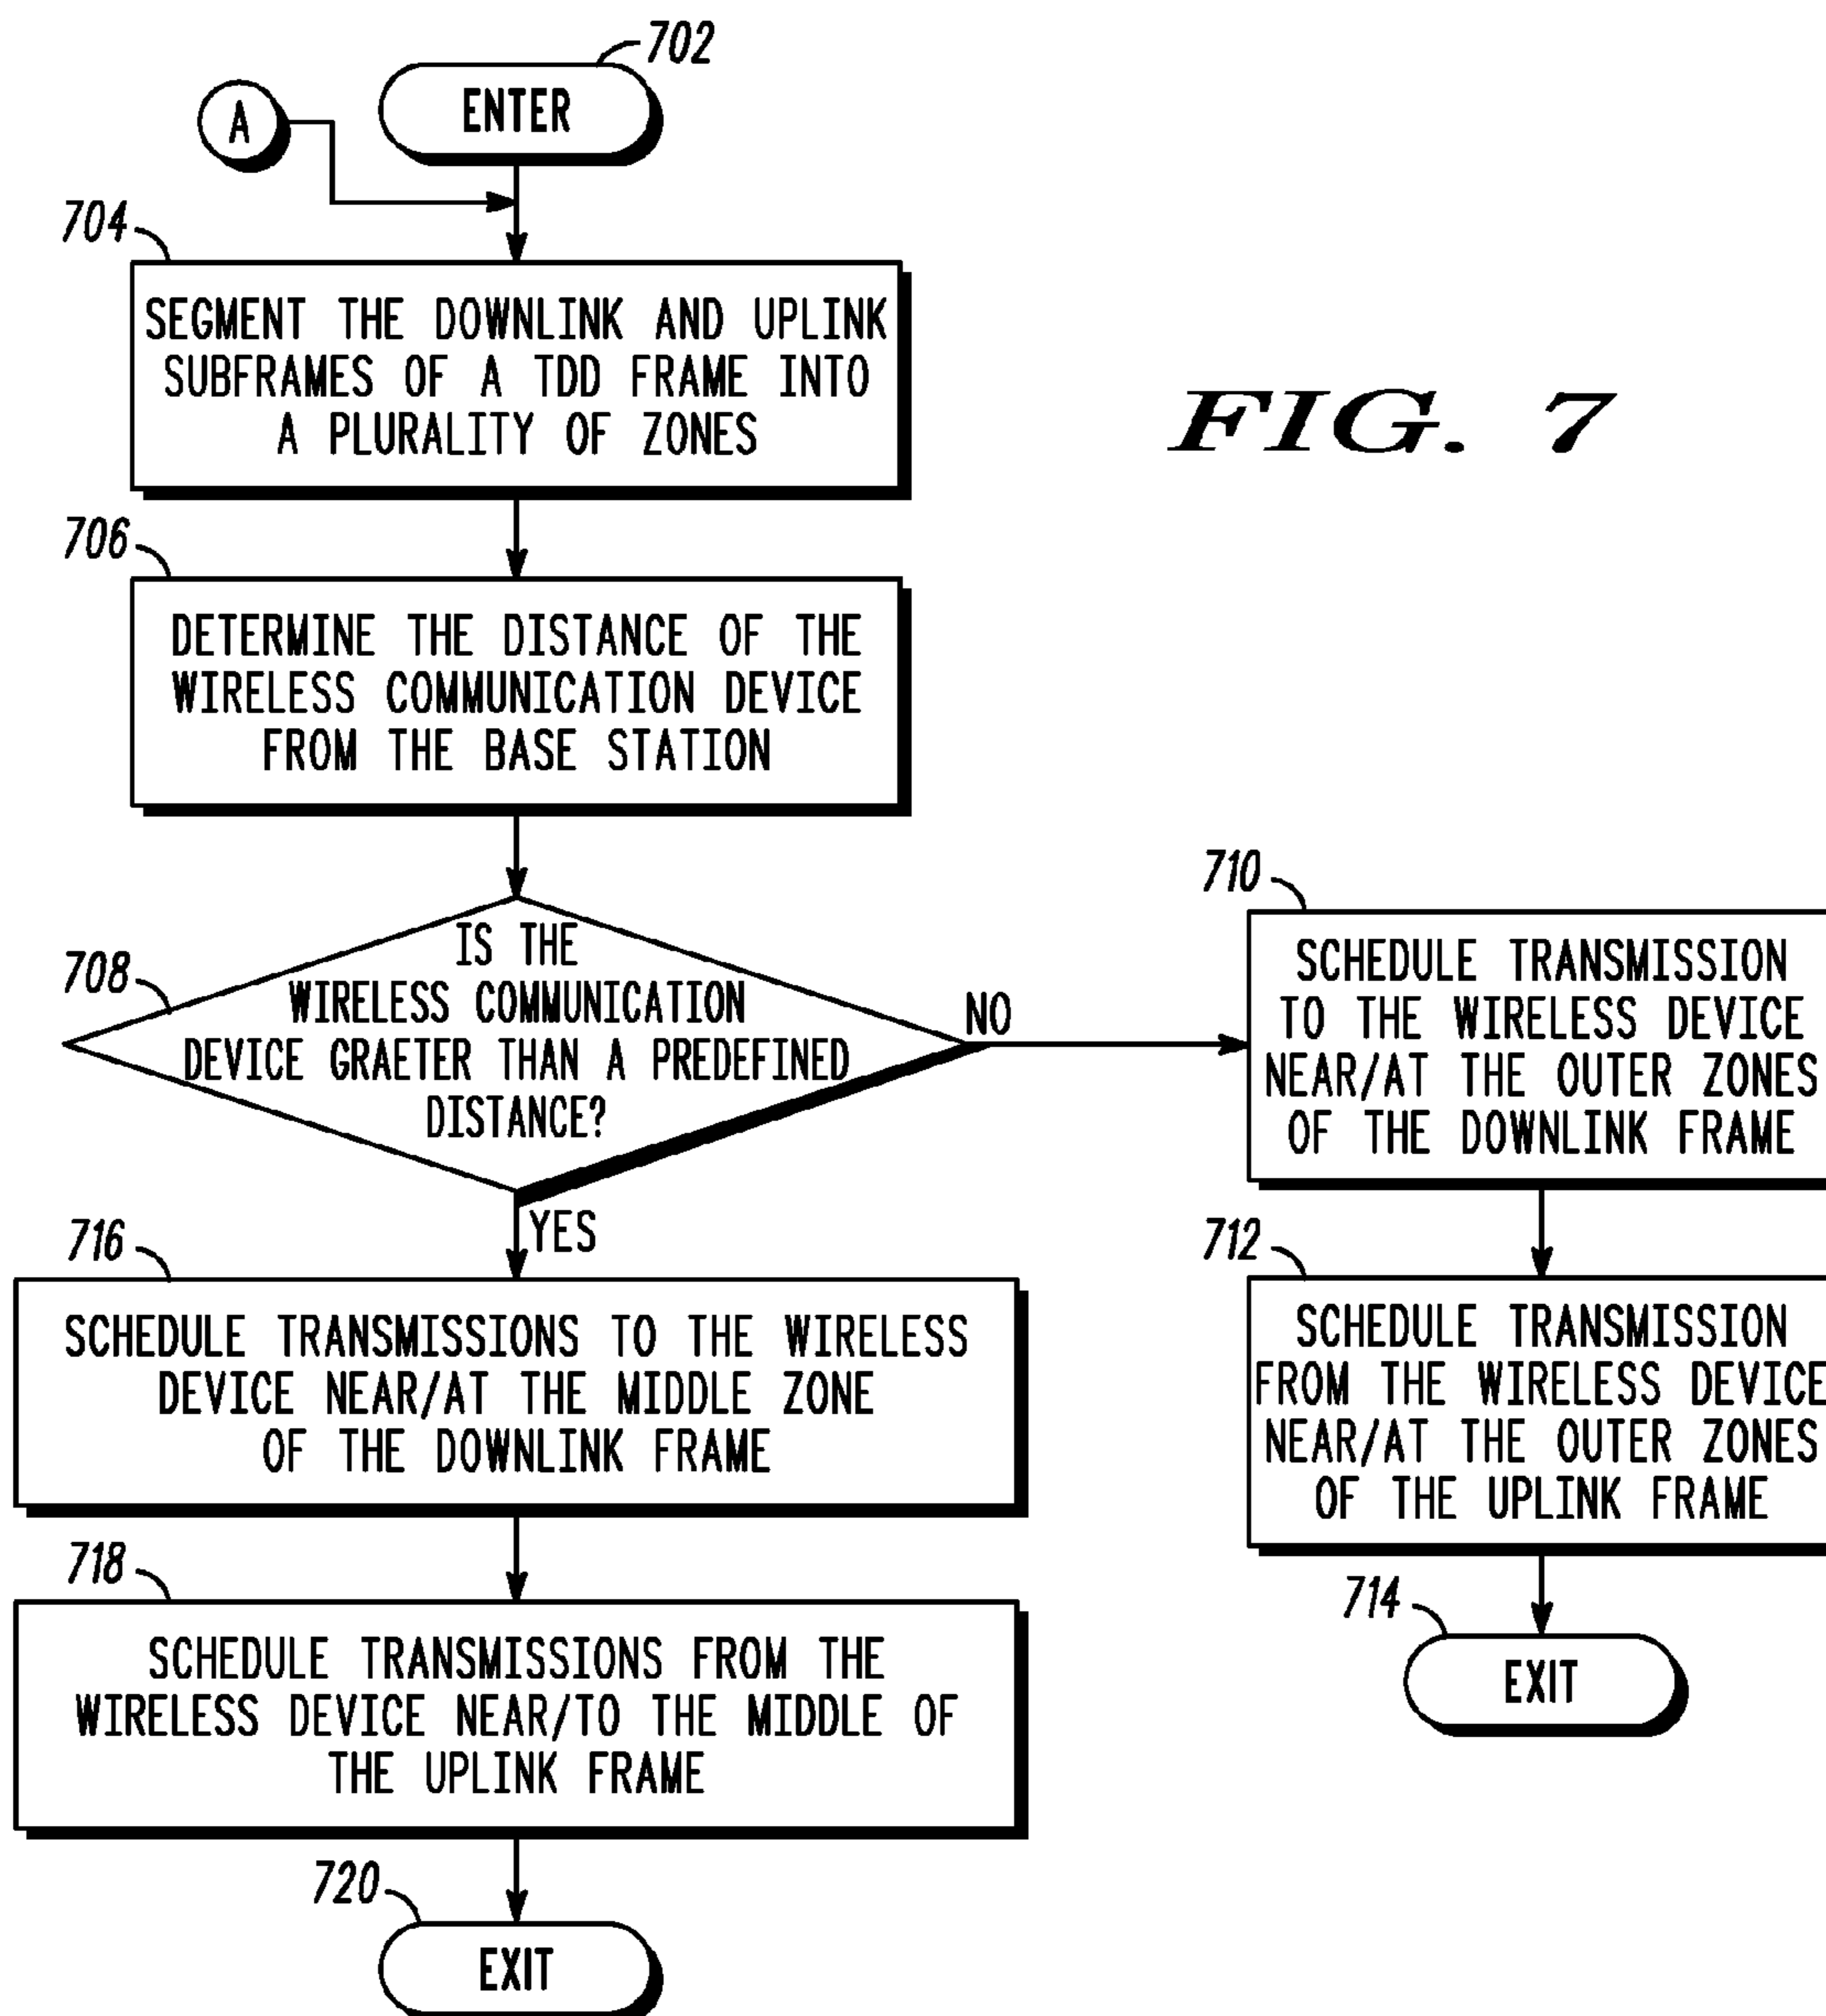 702
A
ENTER
704
SEGMENT THE DOWNLINK AND UPLINK
SUBFRAMES OF A TDD FRAME INTO
A PLURALITY OF ZONES
FIG. 7
706
DETERMINE THE DISTANCE OF THE
WIRELESS COMMUNICATION DEVICE
FROM THE BASE STATION
708
IS THE
WIRELESS COMMUNICATION
DEVICE GRAETER THAN A PREDEFINED
DISTANCE?
NO
YES
710
SCHEDULE TRANSMISSION
TO THE WIRELESS DEVICE
NEAR/AT THE OUTER ZONES
OF THE DOWNLINK FRAME
712
SCHEDULE TRANSMISSION
FROM THE WIRELESS DEVICE
NEAR/AT THE OUTER ZONES
OF THE UPLINK FRAME
714
EXIT
716
SCHEDULE TRANSMISSIONS TO THE WIRELESS
DEVICE NEAR/AT THE MIDDLE ZONE
OF THE DOWNLINK FRAME
718
SCHEDULE TRANSMISSIONS FROM THE
WIRELESS DEVICE NEAR/TO THE MIDDLE OF
THE UPLINK FRAME
720
EXIT